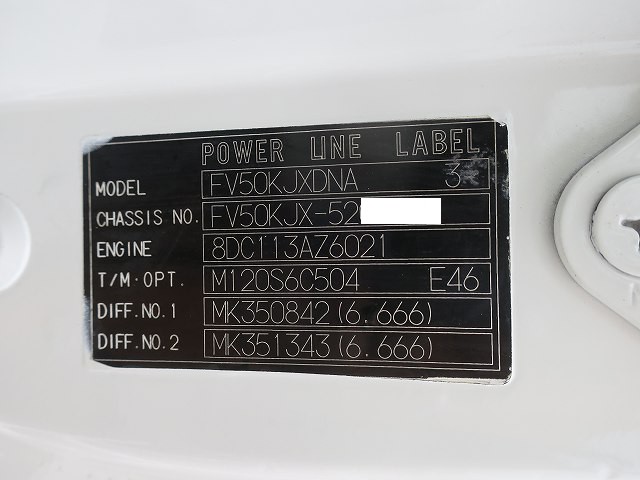 POWER LINE LABEL
MODEL FV50KJXDNA 3
CHASSIS NO. FV50KJX-52
ENGINE 8DC113AZ6021
T/M·OPT. M120S6C504 E46
DIFF.NO.1 MK350842(6.666)
DIFF.NO.2 MK351343(6.666)